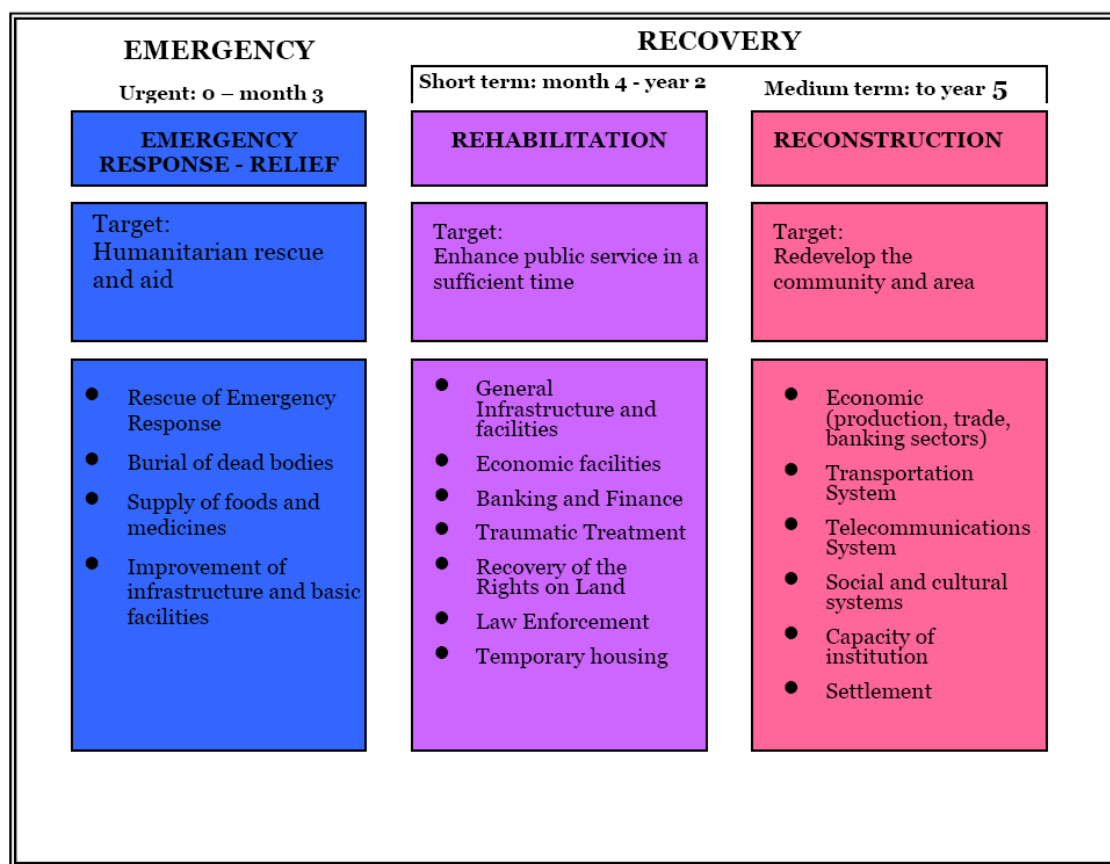 EMERGENCY
Urgent: 0 – month 3
EMERGENCY
RESPONSE - RELIEF
Target:
Humanitarian rescue
and aid
● Rescue of Emergency
Response
● Burial of dead bodies
● Supply of foods and
medicines
● Improvement of
infrastructure and basic
facilities
RECOVERY
Short term: month 4 - year 2
REHABILITATION
Target:
Enhance public service in a
sufficient time
● General
Infrastructure and
facilities
● Economic facilities
● Banking and Finance
● Traumatic Treatment
● Recovery of the
Rights on Land
● Law Enforcement
● Temporary housing
Medium term: to year 5
RECONSTRUCTION
Target:
Redevelop the
community and area
● Economic
(production, trade,
banking sectors)
● Transportation
System
● Telecommunications
System
● Social and cultural
systems
● Capacity of
institution
● Settlement